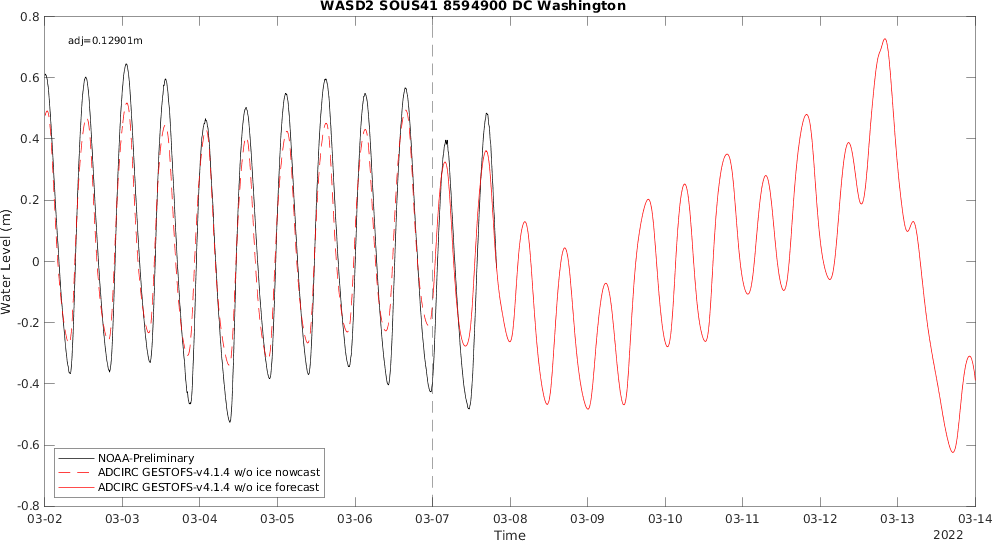 WASD2 SOUS41 8594900 DC Washington
adj=0.12901m
Water Level (m)
0.8
0.6
0.4
0.2
0
-0.2
-0.4
-0.6
-0.8
NOAA-Preliminary
ADCIRC GESTOFS-v4.1.4 w/o ice nowcast
ADCIRC GESTOFS-v4.1.4 w/o ice forecast
03-02 03-03 03-04 03-05 03-06 03-07 03-08 03-09 03-10 03-11 03-12 03-13 03-14
Time
2022